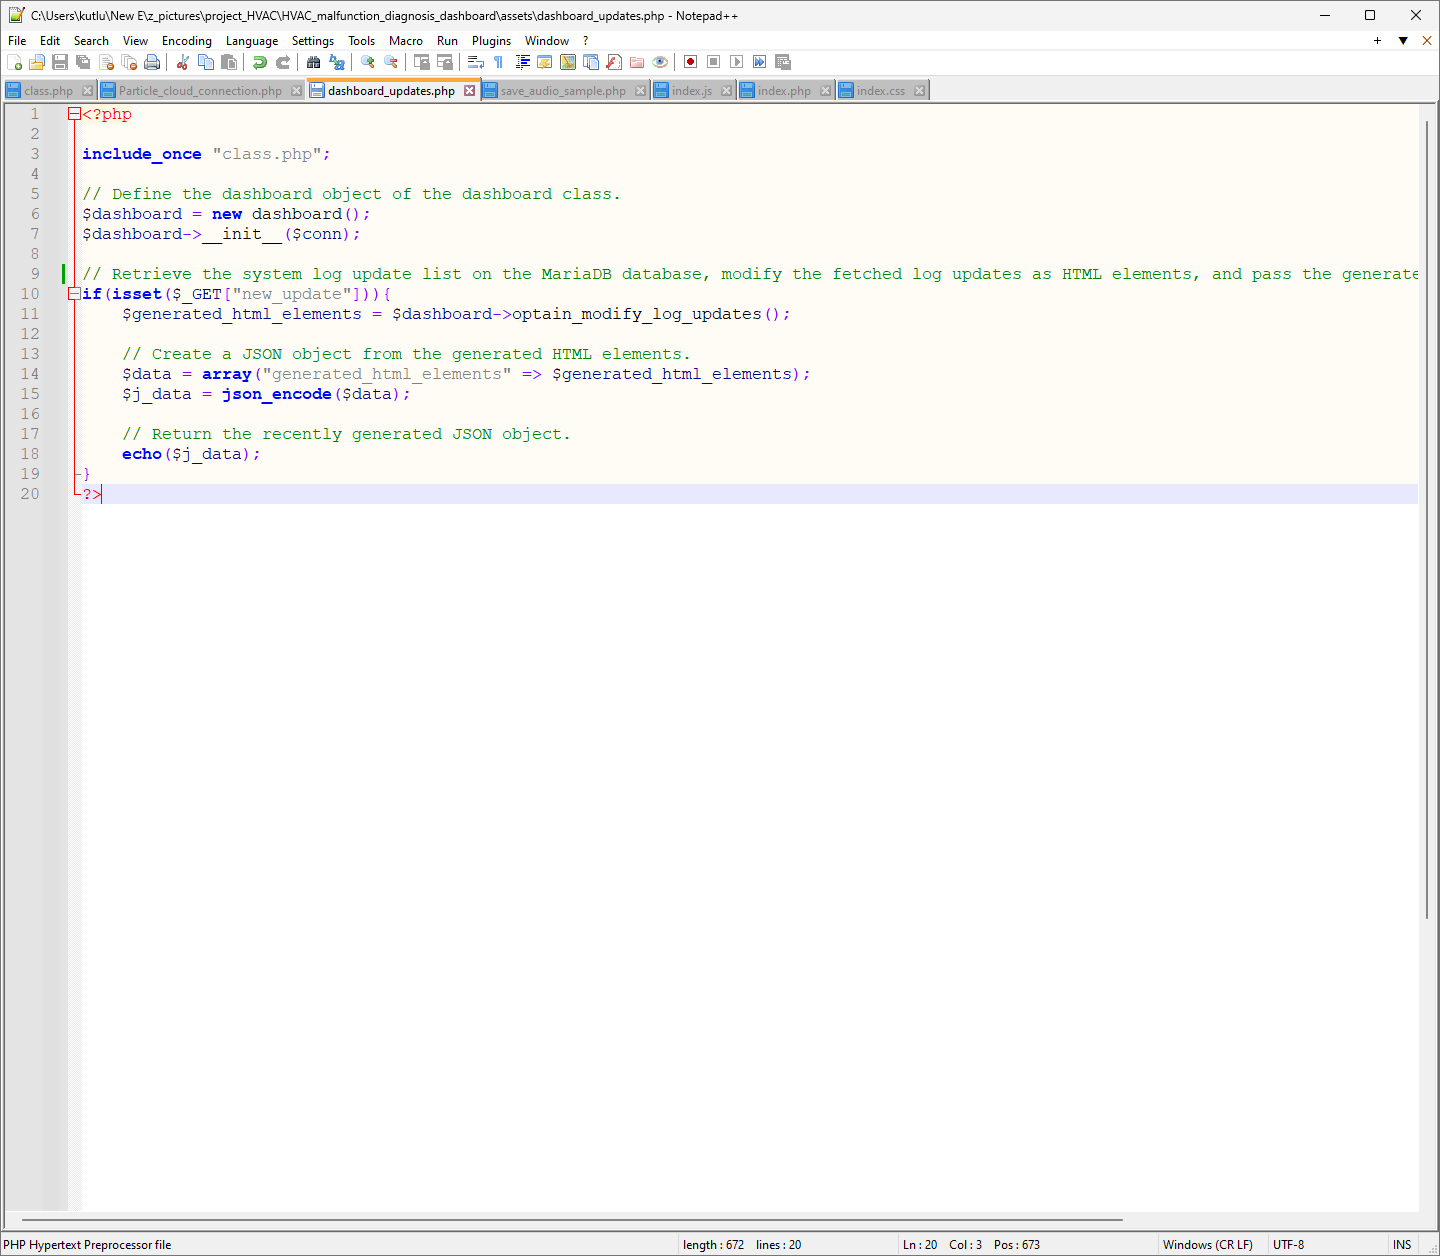 C:\Users\kutlu\New E\z_pictures\project_HVAC\HVAC_malfunction_diagnosis_dashboard\assets\dashboard_updates.php - Notepad++
File Edit Search View Encoding Language Settings Tools Macro Run Plugins Window ?
class.php Particle_cloud_connection.php dashboard_updates.php save_audio_sample.php index.js index.php index.css
1 <?php
2
3 include_once "class.php";
4
5 // Define the dashboard object of the dashboard class.
6 $dashboard = new dashboard();
7 $dashboard->__init__($conn);
8
9 // Retrieve the system log update list on the MariaDB database, modify the fetched log updates as HTML elements, and pass the generate
10 if(isset($_GET["new_update"])){
11 $generated_html_elements = $dashboard->optain_modify_log_updates();
12
13 // Create a JSON object from the generated HTML elements.
14 $data = array("generated_html_elements" => $generated_html_elements);
15 $j_data = json_encode($data);
16
17 // Return the recently generated JSON object.
18 echo($j_data);
19 }
20 ?>
PHP Hypertext Preprocessor file length : 672 lines : 20 Ln : 20 Col : 3 Pos : 673 Windows (CR LF) UTF-8 INS